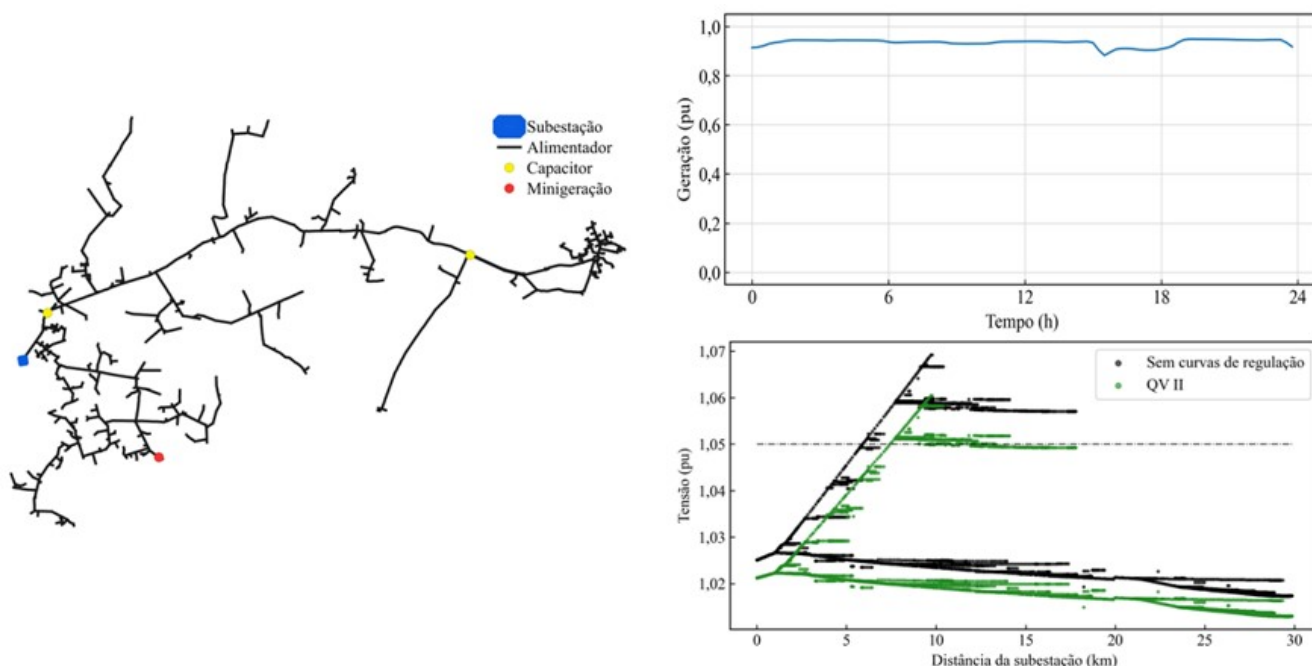 Subestação
Alimentador
Capacitor
Minigeração
1,0
0,8
0,6
0,4
0,2
0,0
Geração (pu)
0
6
12
18
24
Tempo (h)
1,07
1,06
1,05
1,04
1,03
1,02
Tensão (pu)
Sem curvas de regulação
QV II
0
5
10
15
20
25
30
Distância da subestação (km)